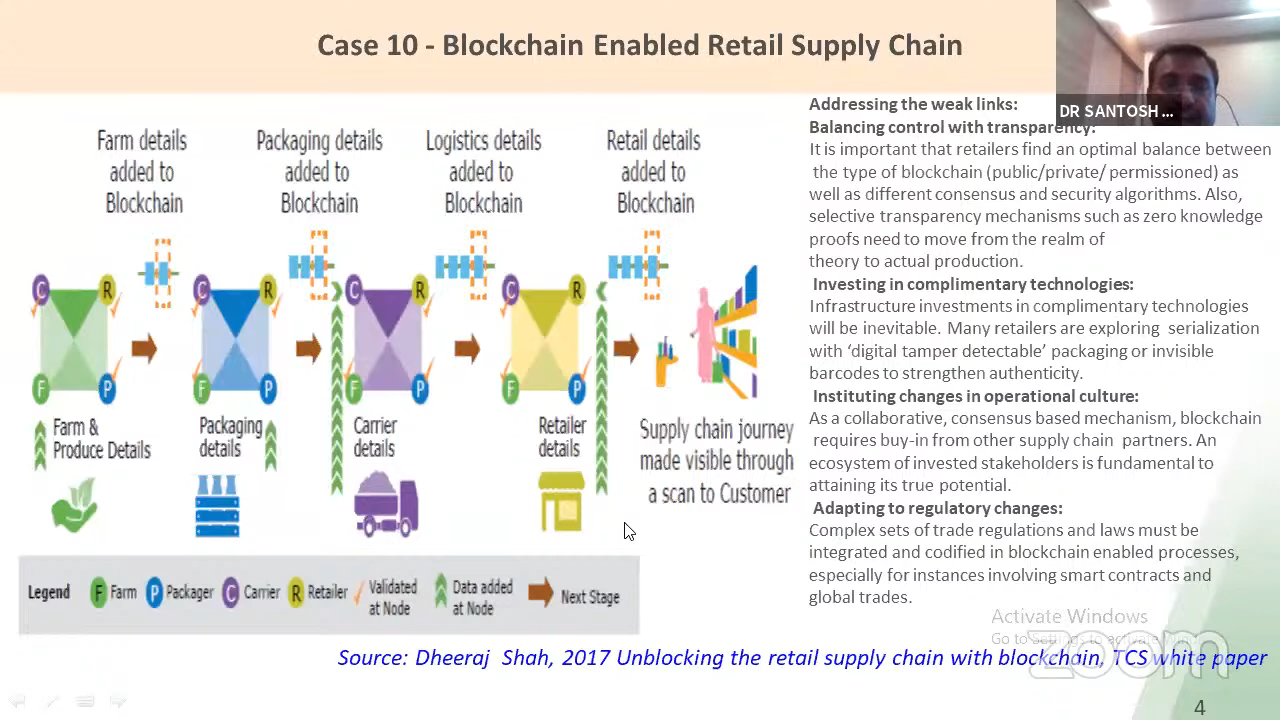 Case 10 - Blockchain Enabled Retail Supply Chain
DR SANTOSH ...
Farm details
added to
Blockchain
Packaging details
added to
Blockchain
Logistics details
added to
Blockchain
Retail details
added to
Blockchain
C
R
F
P
C
R
F
P
C
R
F
P
C
R
F
P
Farm &
Produce Details
Packaging
details
Carrier
details
Retailer
details
Supply chain journey
made visible through
a scan to Customer
Legend
F Farm
P Packager
C Carrier
R Retailer
Validated
at Node
Data added
at Node
Next Stage
Addressing the weak links:
Balancing control with transparency:
It is important that retailers find an optimal balance between
the type of blockchain (public/private/ permissioned) as
well as different consensus and security algorithms. Also,
selective transparency mechanisms such as zero knowledge
proofs need to move from the realm of
theory to actual production.
Investing in complimentary technologies:
Infrastructure investments in complimentary technologies
will be inevitable. Many retailers are exploring serialization
with ‘digital tamper detectable’ packaging or invisible
barcodes to strengthen authenticity.
Instituting changes in operational culture:
As a collaborative, consensus based mechanism, blockchain
requires buy-in from other supply chain partners. An
ecosystem of invested stakeholders is fundamental to
attaining its true potential.
Adapting to regulatory changes:
Complex sets of trade regulations and laws must be
integrated and codified in blockchain enabled processes,
especially for instances involving smart contracts and
global trades.
Activate Windows
Go to Settings to activate
zoom
Source: Dheeraj Shah, 2017 Unblocking the retail supply chain with blockchain, TCS white paper
4